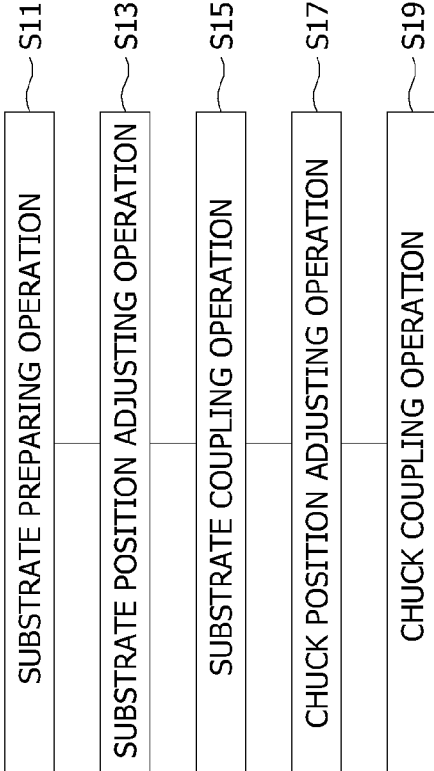 SUBSTRATE PREPARING OPERATION S11
SUBSTRATE POSITION ADJUSTING OPERATION S13
SUBSTRATE COUPLING OPERATION S15
CHUCK POSITION ADJUSTING OPERATION S17
CHUCK COUPLING OPERATION S19